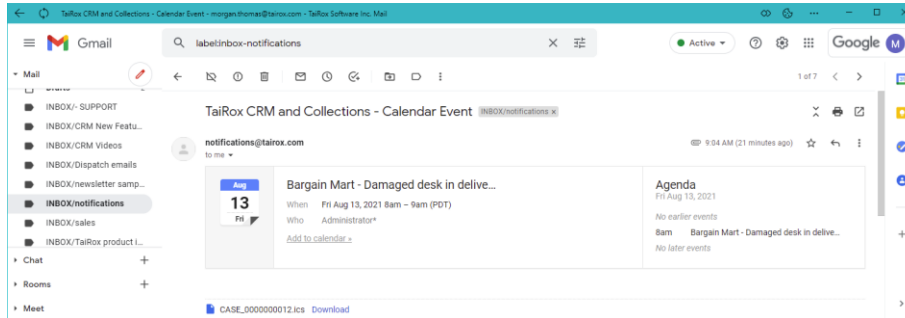 TaiRox CRM and Collections - Calendar Event - morgan.thomas@tairox.com - TaiRox Software Inc. Mail
Gmail
label:inbox-notifications
Active
Google
M
Mail
1 of 7
Drafts
INBOX/- SUPPORT
INBOX/CRM New Featu...
INBOX/CRM Videos
INBOX/Dispatch emails
INBOX/newsletter samp...
INBOX/notifications
INBOX/sales
INBOX/TaiRox product i...
Chat
Rooms
Meet
TaiRox CRM and Collections - Calendar Event INBOX/notifications x
notifications@tairox.com
9:04 AM (21 minutes ago)
to me
Aug
13
Fri
Bargain Mart - Damaged desk in delive...
When Fri Aug 13, 2021 8am – 9am (PDT)
Who Administrator*
Add to calendar »
Agenda
Fri Aug 13, 2021
No earlier events
8am Bargain Mart - Damaged desk in delive...
No later events
CASE_0000000012.ics Download